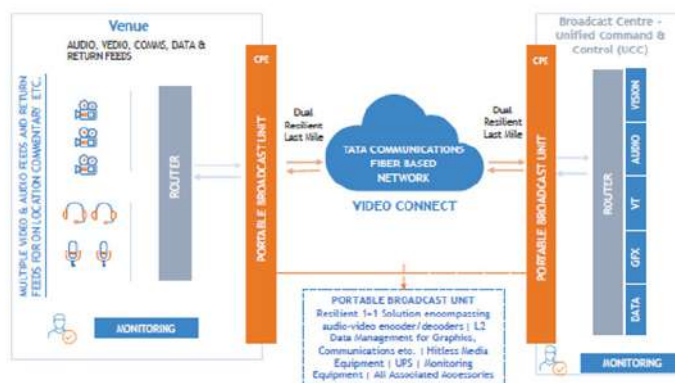 Venue
AUDIO, VEDIO, COMMS, DATA &
RETURN FEEDS
MULTIPLE VIDEO & AUDIO FEEDS AND RETURN
FEEDS FOR ON LOCATION COMMENTARY ETC.
ROUTER
MONITORING
CPE
PORTABLE BROADCAST UNIT
Dual
Resilient
Last Mile
TATA COMMUNICATIONS
FIBER BASED
NETWORK
VIDEO CONNECT
Dual
Resilient
Last Mile
PORTABLE BROADCAST UNIT
Resilient 1+1 Solution encompassing
audio-video encoder/decoders | L2
Data Management for Graphics,
Communications etc. | Hitless Media
Equipment | UPS | Monitoring
Equipment | All Associated Accessories
CPE
PORTABLE BROADCAST UNIT
Broadcast Centre -
Unified Command &
Control (UCC)
ROUTER
VISION
AUDIO
VT
GFX
DATA
MONITORING